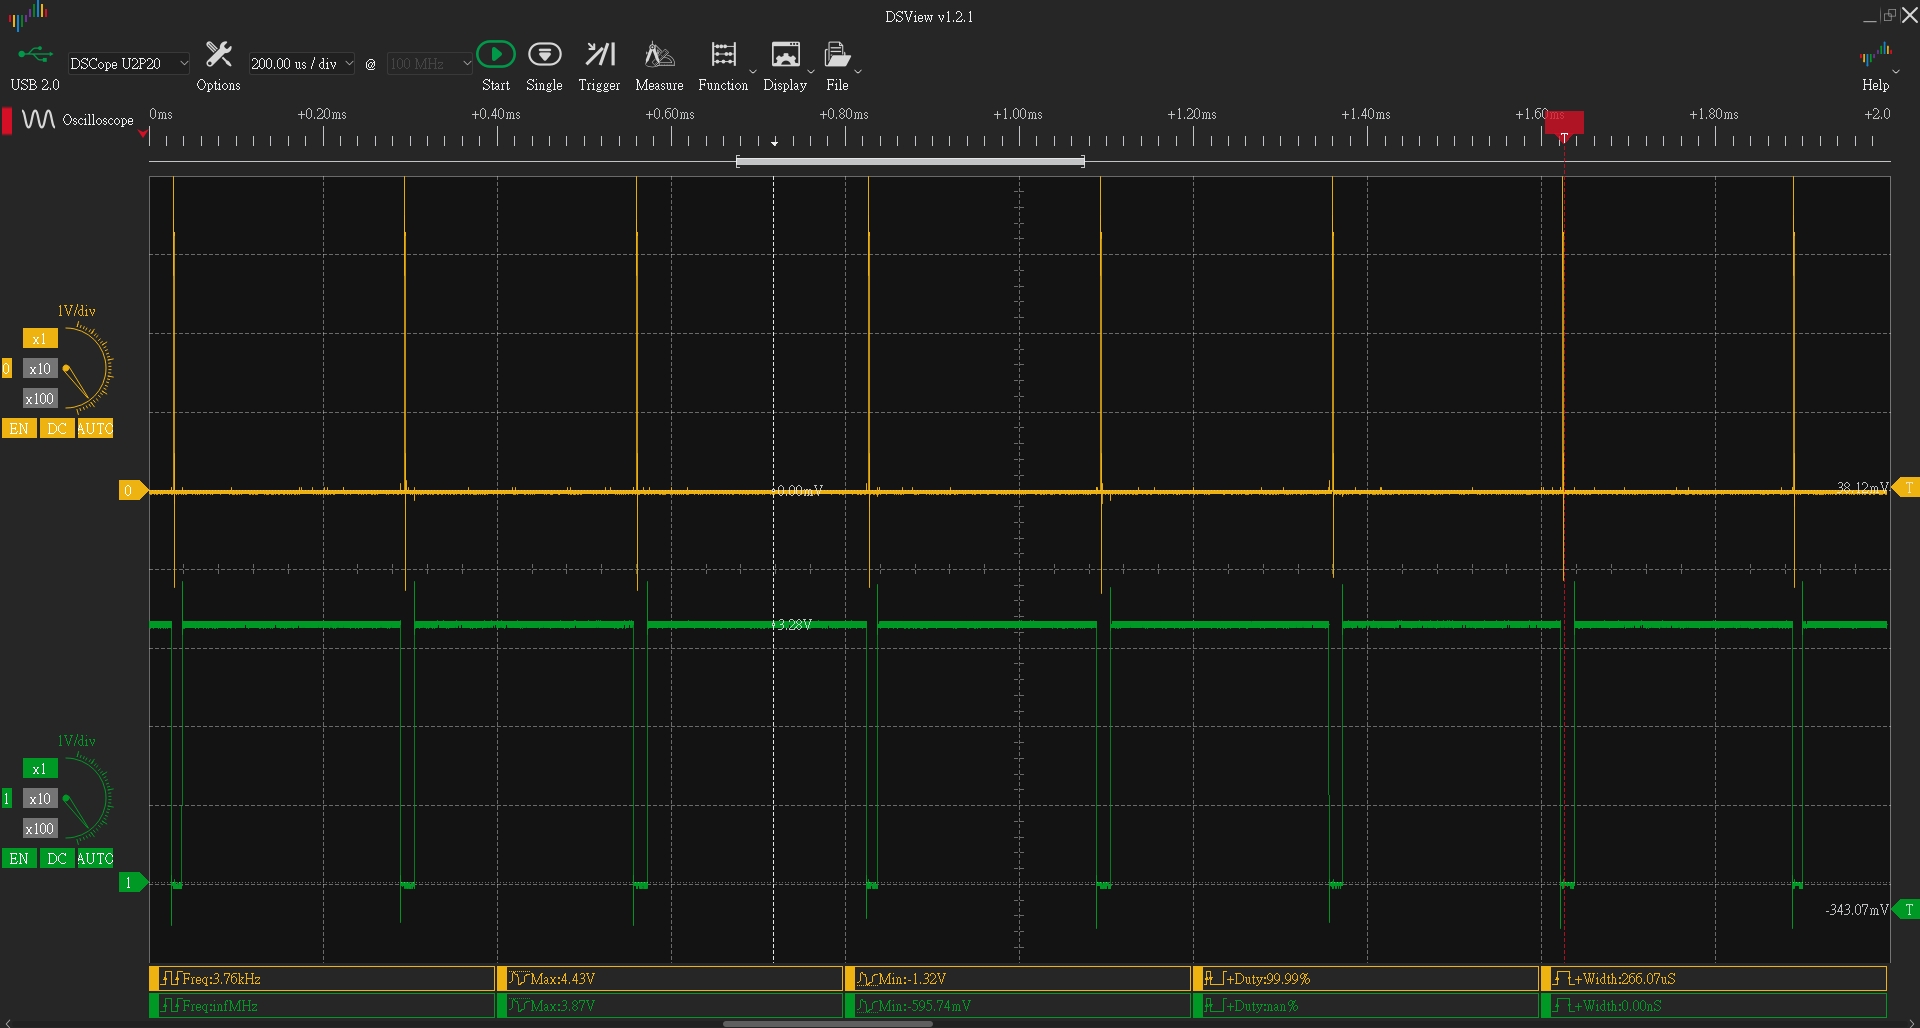 DSView v1.2.1
USB 2.0
DSCope U2P20
Options
200.00 us / div
@
100 MHz
Start
Single
Trigger
Measure
Function
Display
File
Help
Oscilloscope
0ms +0.20ms +0.40ms +0.60ms +0.80ms +1.00ms +1.20ms +1.40ms +1.60ms +1.80ms +2.0
T
1V/div
x1
0
x10
x100
EN DC AUTO
0
0.00mV
38.12mV
T
3.28V
1V/div
x1
1
x10
x100
EN DC AUTO
1
-343.07mV
T
Freq:3.76kHz Max:4.43V Min:-1.32V +Duty:99.99% +Width:266.07uS
Freq:infMHz Max:3.87V Min:-595.74mV +Duty:nan% +Width:0.00nS